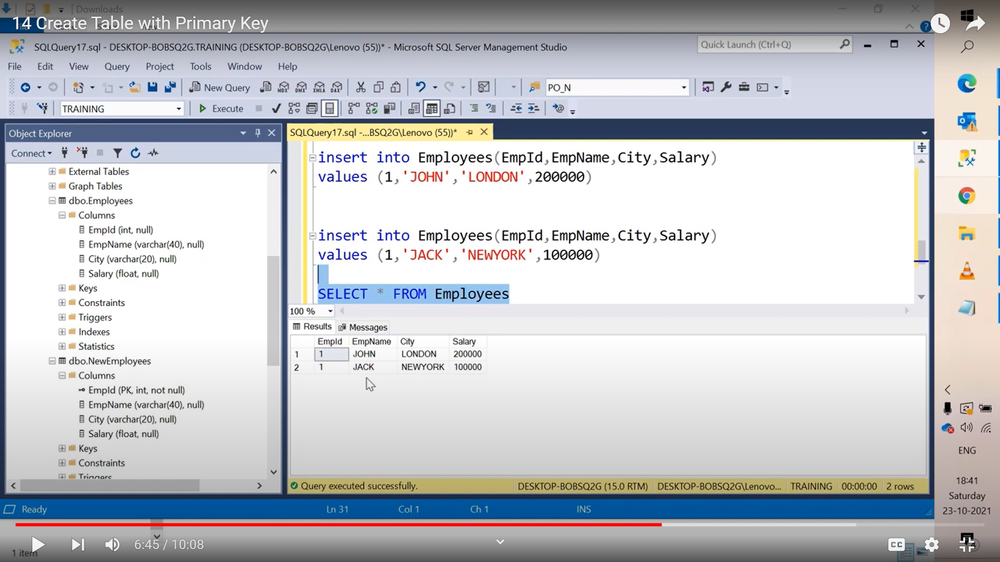 Downloads
14 Create Table with Primary Key
SQLQuery17.sql - DESKTOP-BOBSQ2G.TRAINING (DESKTOP-BOBSQ2G\Lenovo (55))* - Microsoft SQL Server Management Studio
Quick Launch (Ctrl+Q)
File Edit View Query Project Tools Window Help
New Query
MDX DMX XMLA DAX
PO_N
TRAINING
Execute
Object Explorer
SQLQuery17.sql -...BSQ2G\Lenovo (55))*
Connect
External Tables
Graph Tables
dbo.Employees
Columns
EmpId (int, null)
EmpName (varchar(40), null)
City (varchar(20), null)
Salary (float, null)
Keys
Constraints
Triggers
Indexes
Statistics
dbo.NewEmployees
Columns
EmpId (PK, int, not null)
EmpName (varchar(40), null)
City (varchar(20), null)
Salary (float, null)
Keys
Constraints
Triggers
insert into Employees(EmpId,EmpName,City,Salary)
values (1,'JOHN','LONDON',200000)
insert into Employees(EmpId,EmpName,City,Salary)
values (1,'JACK','NEWYORK',100000)
SELECT * FROM Employees
100 %
Results Messages
EmpId EmpName City Salary
1 1 JOHN LONDON 200000
2 1 JACK NEWYORK 100000
Query executed successfully.
DESKTOP-BOBSQ2G (15.0 RTM) DESKTOP-BOBSQ2G\Lenovo... TRAINING 00:00:00 2 rows
Ready Ln 31 Col 1 Ch 1 INS
ENG
18:41
Saturday
23-10-2021
6:45 / 10:08
CC
1 item